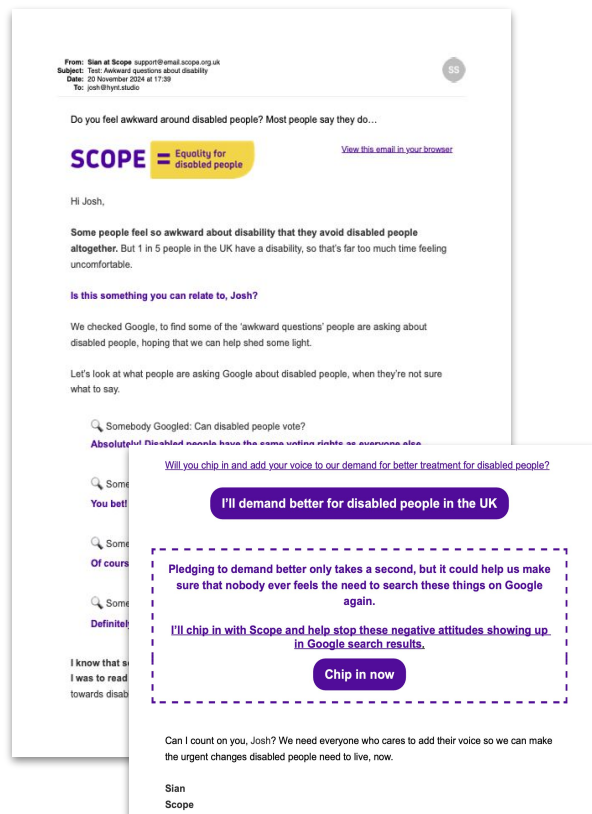 From: Sian at Scope support@email.scope.org.uk
Subject: Test: Awkward questions about disability
Date: 20 November 2024 at 17:39
To: josh@hynt.studio
SS
Do you feel awkward around disabled people? Most people say they do…
SCOPE = Equality for
disabled people
View this email in your browser
Hi Josh,
Some people feel so awkward about disability that they avoid disabled people
altogether. But 1 in 5 people in the UK have a disability, so that's far too much time feeling
uncomfortable.
Is this something you can relate to, Josh?
We checked Google, to find some of the 'awkward questions' people are asking about
disabled people, hoping that we can help shed some light.
Let's look at what people are asking Google about disabled people, when they're not sure
what to say.
Somebody Googled: Can disabled people vote?
Absolutely! Disabled people have the same voting rights as everyone else
Some
You bet!
Some
Of cours
Some
Definitel
I know that s
I was to read
towards disab
Will you chip in and add your voice to our demand for better treatment for disabled people?
I'll demand better for disabled people in the UK
Pledging to demand better only takes a second, but it could help us make
sure that nobody ever feels the need to search these things on Google
again.
I'll chip in with Scope and help stop these negative attitudes showing up
in Google search results.
Chip in now
Can I count on you, Josh? We need everyone who cares to add their voice so we can make
the urgent changes disabled people need to live, now.
Sian
Scope